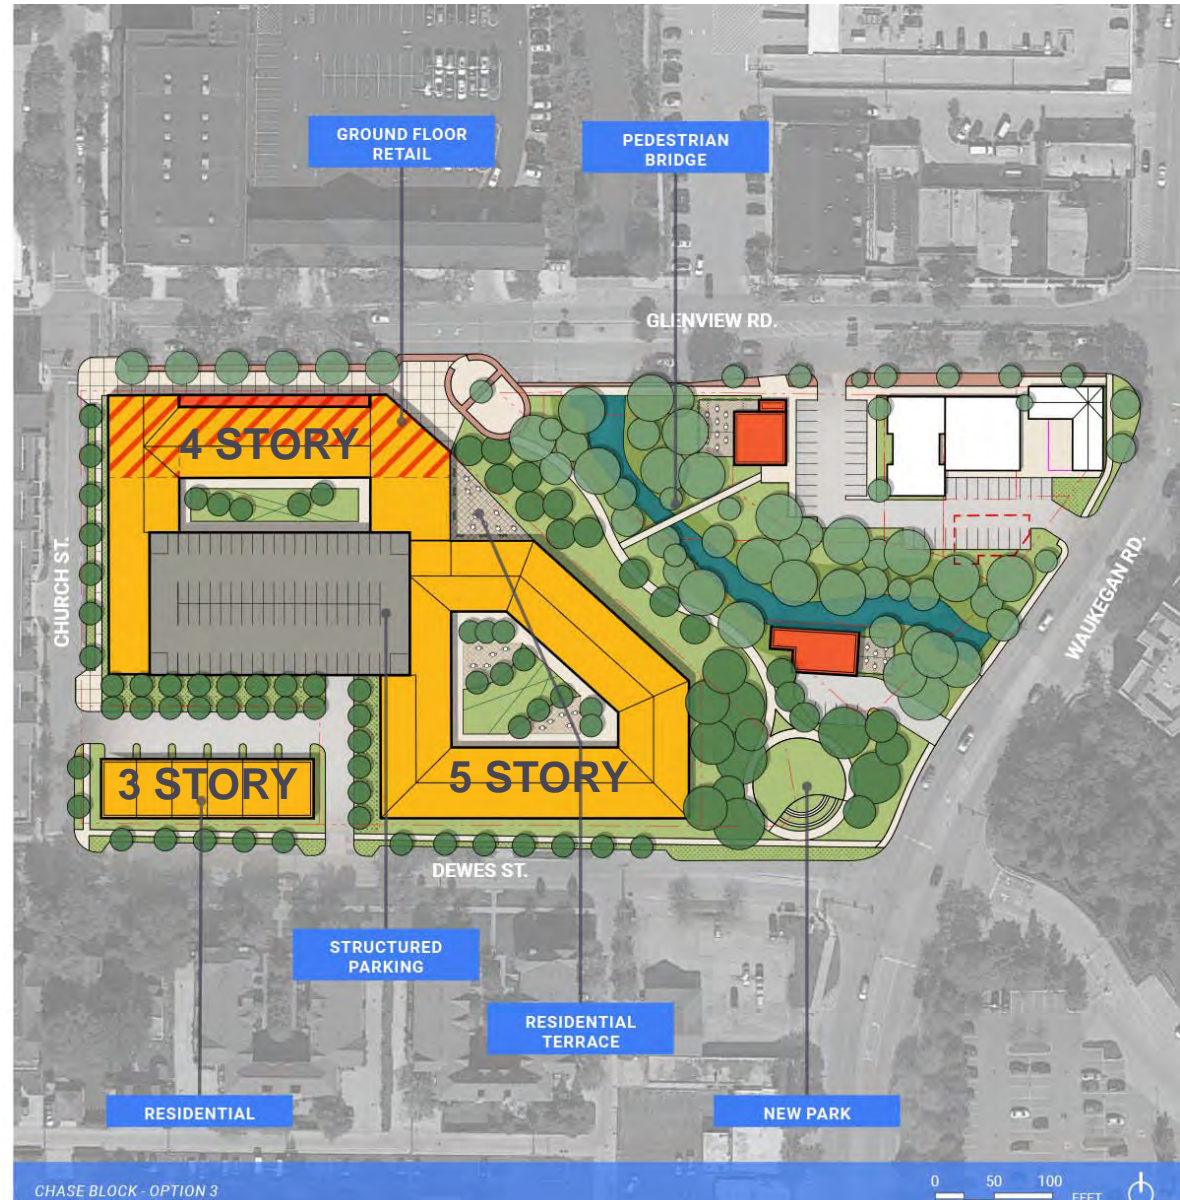 GROUND FLOOR
RETAIL
PEDESTRIAN
BRIDGE
GLENVIEW RD.
4 STORY
CHURCH ST.
WAUKEGAN RD.
3 STORY
5 STORY
DEWES ST.
STRUCTURED
PARKING
RESIDENTIAL
TERRACE
RESIDENTIAL
NEW PARK
CHASE BLOCK - OPTION 3
0 50 100
FEET